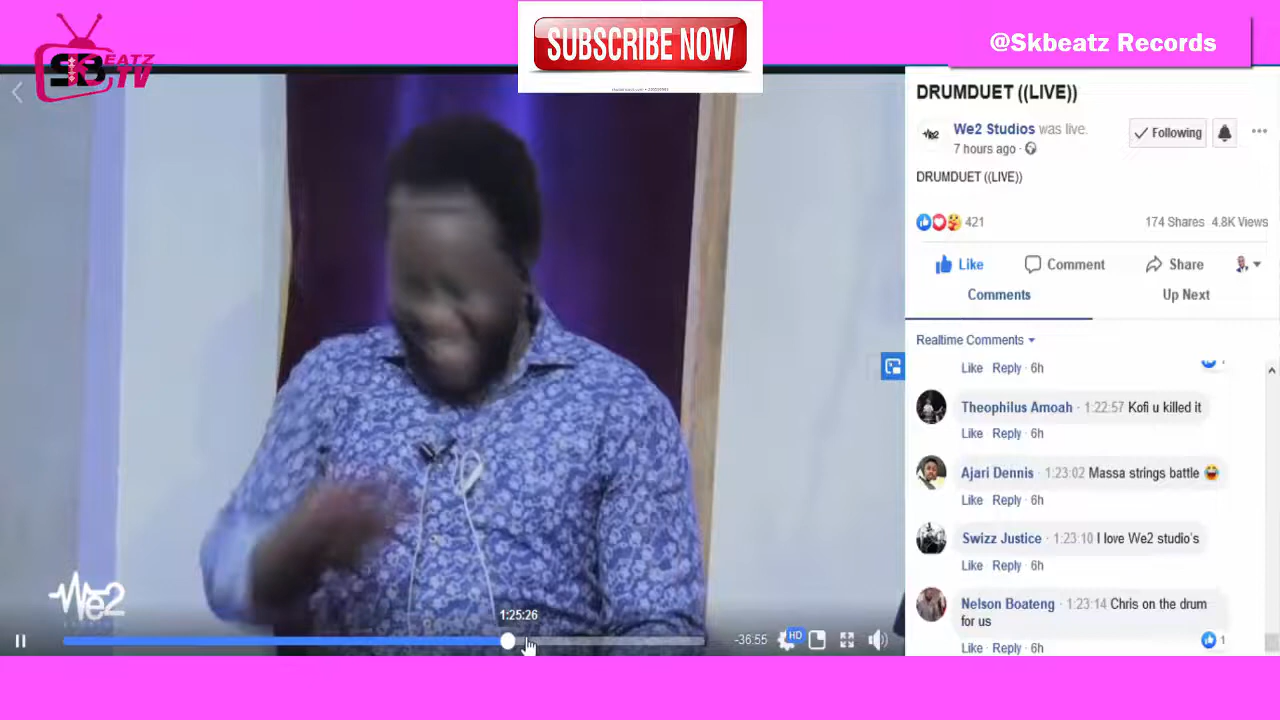 SKBEATZ TV
SUBSCRIBE NOW
@Skbeatz Records
DRUMDUET ((LIVE))
We2 Studios was live.
7 hours ago ·
Following
DRUMDUET ((LIVE))
421
174 Shares 4.8K Views
Like Comment Share
Comments Up Next
Realtime Comments
Like Reply · 6h
Theophilus Amoah · 1:22:57 Kofi u killed it
Like Reply · 6h
Ajari Dennis · 1:23:02 Massa strings battle 😂
Like Reply · 6h
Swizz Justice · 1:23:10 I love We2 studio's
Like Reply · 6h
Nelson Boateng · 1:23:14 Chris on the drum
for us
1
Like Reply · 6h
We2
1:25:26
-36:55
HD